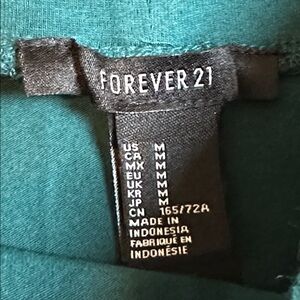 FOREVER 21
US M
CA M
MX M
EU M
UK M
KR M
JP M
CN 165/72A
MADE IN
INDONESIA
FABRIQUÉ EN
INDONÉSIE